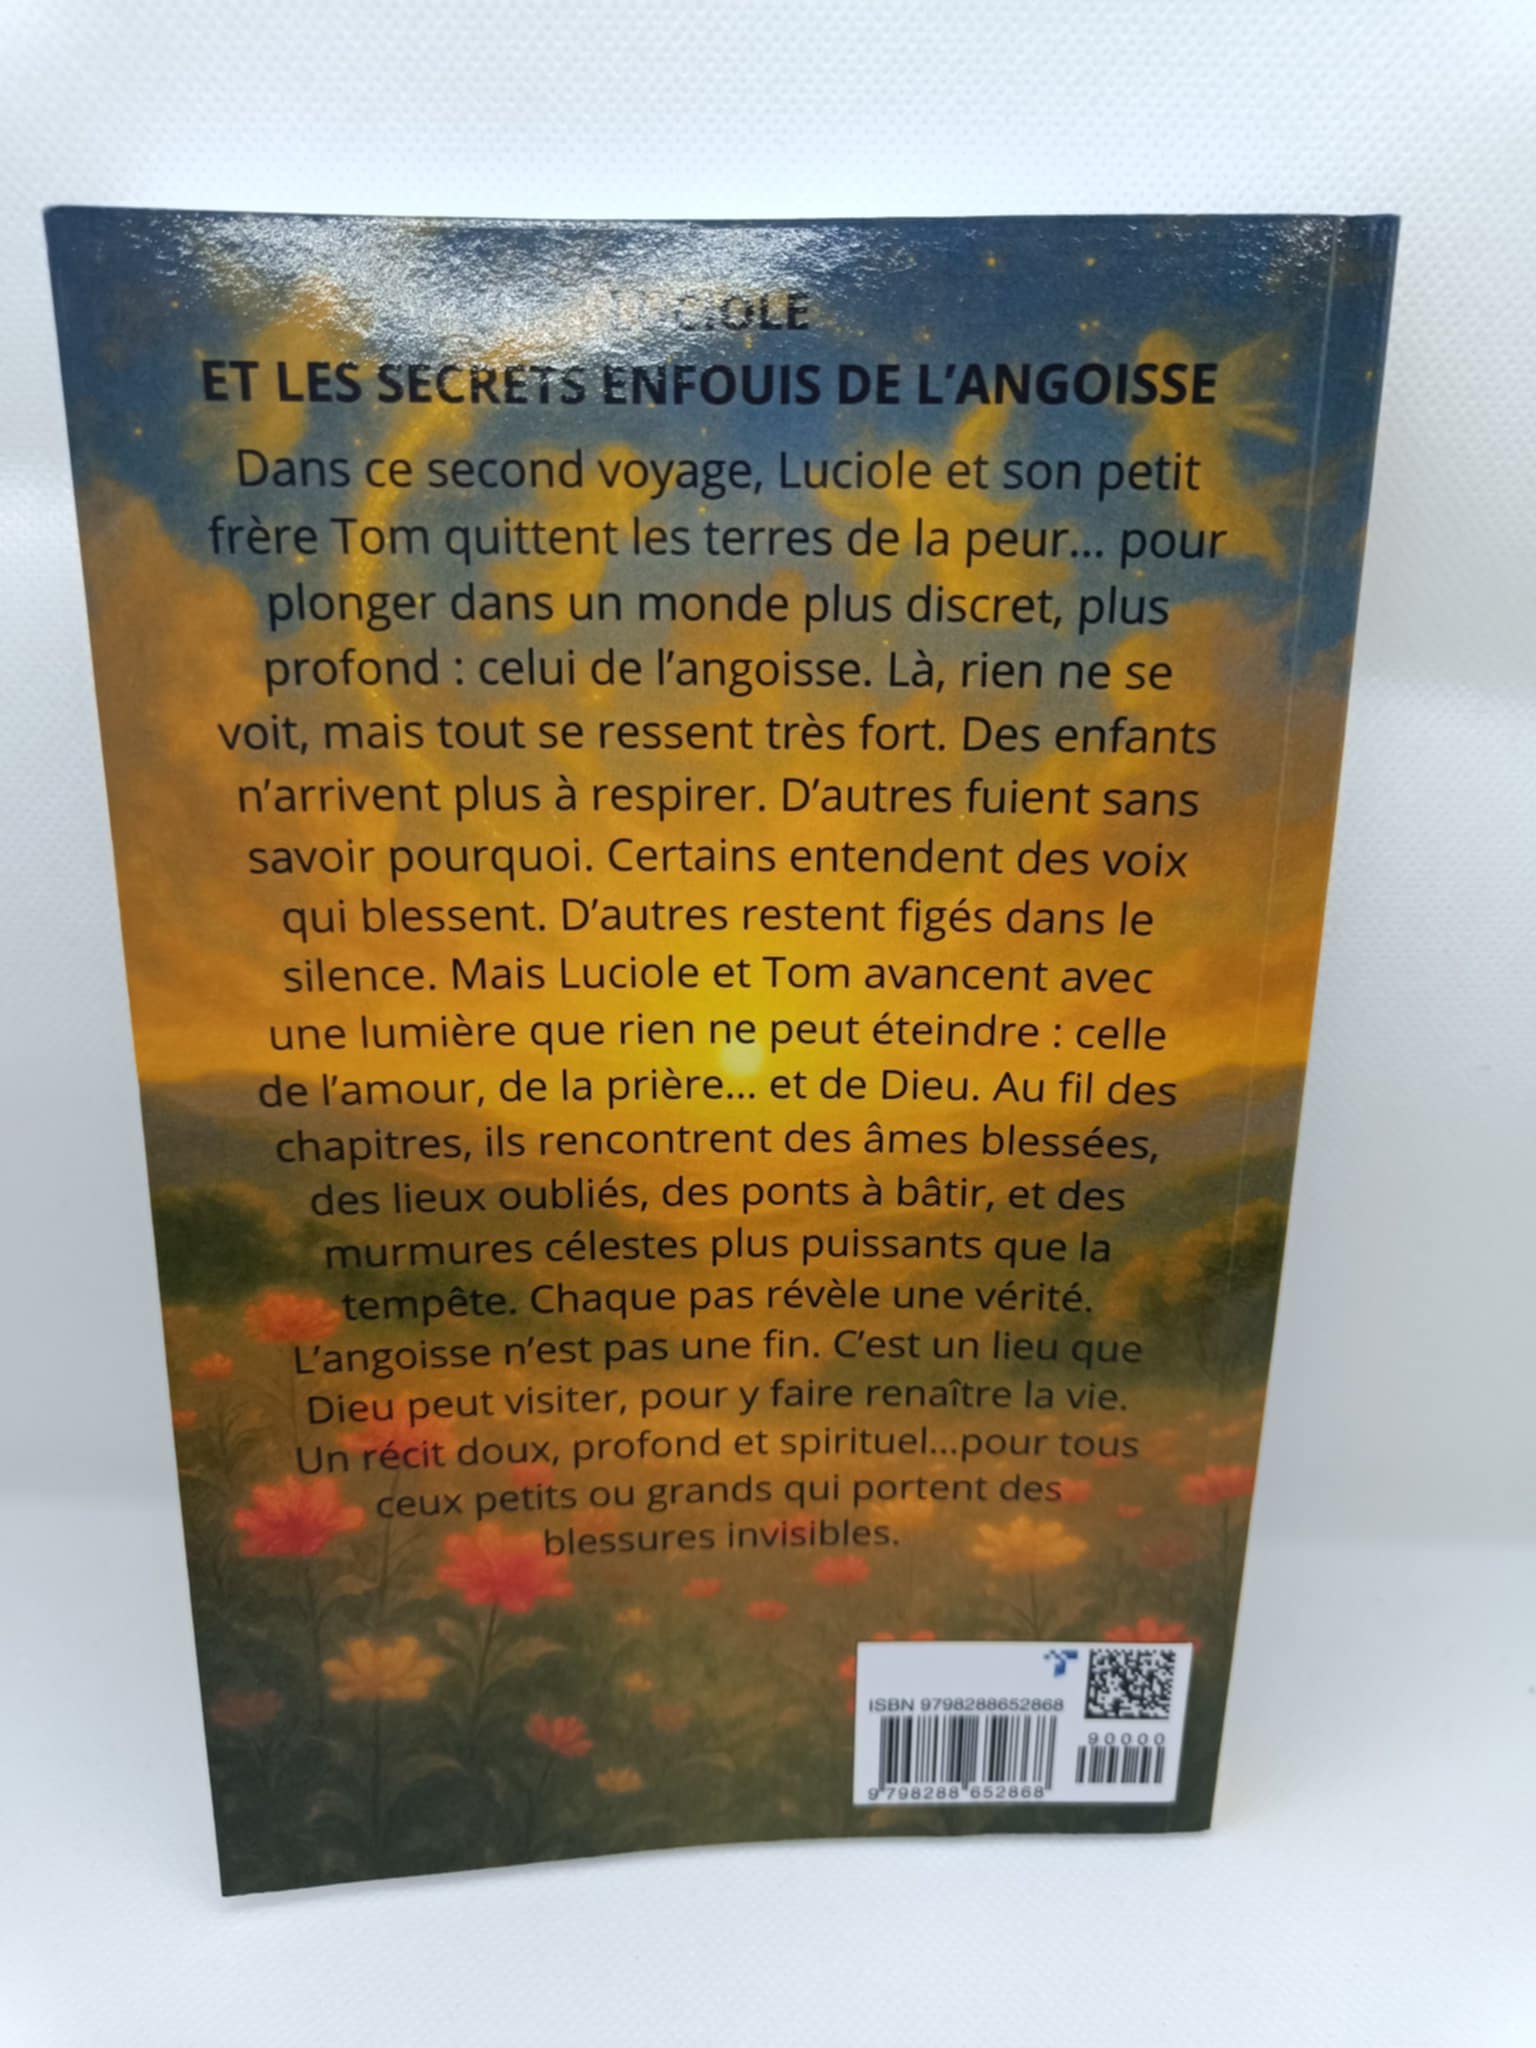 LUCIOLE
ET LES SECRETS ENFOUIS DE L’ANGOISSE
Dans ce second voyage, Luciole et son petit
frère Tom quittent les terres de la peur... pour
plonger dans un monde plus discret, plus
profond : celui de l’angoisse. Là, rien ne se
voit, mais tout se ressent très fort. Des enfants
n’arrivent plus à respirer. D’autres fuient sans
savoir pourquoi. Certains entendent des voix
qui blessent. D’autres restent figés dans le
silence. Mais Luciole et Tom avancent avec
une lumière que rien ne peut éteindre : celle
de l’amour, de la prière... et de Dieu. Au fil des
chapitres, ils rencontrent des âmes blessées,
des lieux oubliés, des ponts à bâtir, et des
murmures célestes plus puissants que la
tempête. Chaque pas révèle une vérité.
L’angoisse n’est pas une fin. C’est un lieu que
Dieu peut visiter, pour y faire renaître la vie.
Un récit doux, profond et spirituel...pour tous
ceux petits ou grands qui portent des
blessures invisibles.
ISBN 9798288652868
90000
9 798288 652868